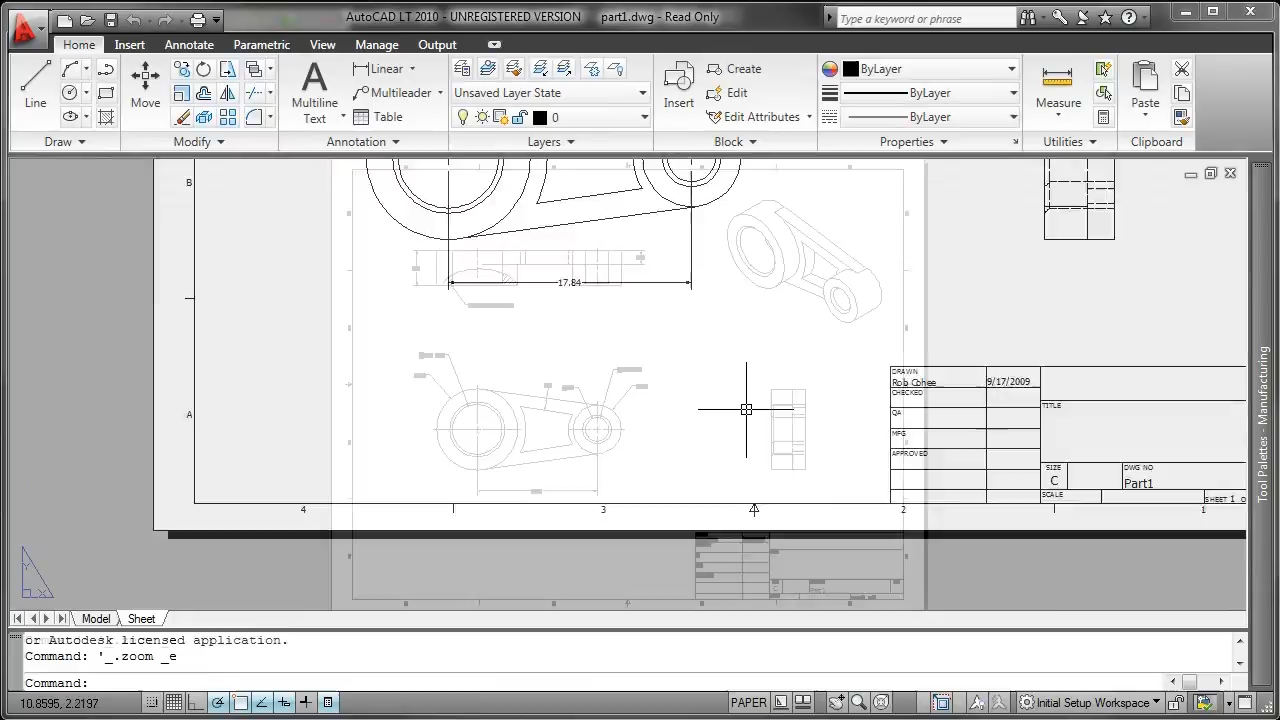 AutoCAD LT 2010 - UNREGISTERED VERSION part1.dwg - Read Only
Type a keyword or phrase
Home Insert Annotate Parametric View Manage Output
Line
Move
Multiline
Text
Linear
Multileader
Table
Unsaved Layer State
0
Insert
Create
Edit
Edit Attributes
ByLayer
ByLayer
ByLayer
Measure
Paste
Draw Modify Annotation Layers Block Properties Utilities Clipboard
B
17.84
DRAWN
Rob Cohee 9/17/2009
CHECKED
TITLE
QA
MFG
APPROVED
A
SIZE
C
DWG NO
Part1
SCALE
SHEET 1 O
4 3 2 1
Y
X
Model Sheet
or Autodesk licensed application.
Command: '_.zoom _e
Command:
10.8595, 2.2197 PAPER Initial Setup Workspace
Tool Palettes - Manufacturing